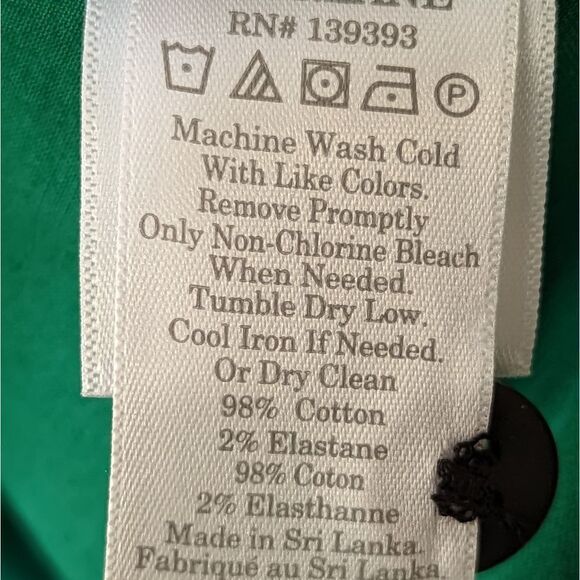 RN# 139393
P
Machine Wash Cold
With Like Colors.
Remove Promptly
Only Non-Chlorine Bleach
When Needed.
Tumble Dry Low.
Cool Iron If Needed.
Or Dry Clean
98% Cotton
2% Elastane
98% Coton
2% Elasthanne
Made in Sri Lanka.
Fabriqué au Sri Lanka